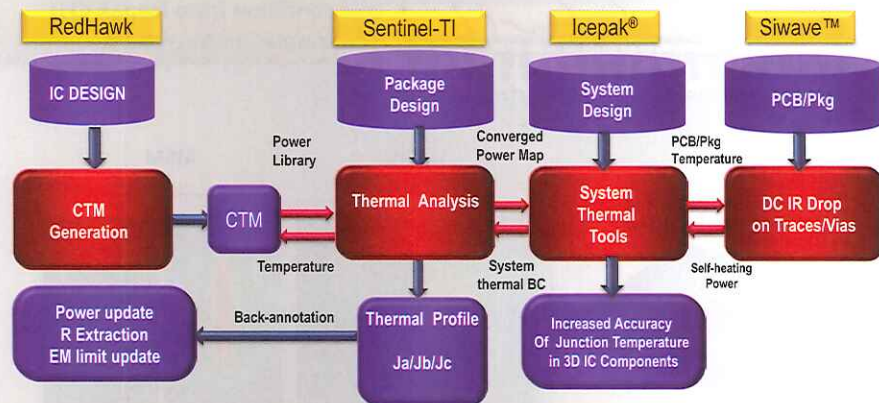 RedHawk
Sentinel-TI
Icepak®
Siwave™
IC DESIGN
Package
Design
System
Design
PCB/Pkg
Power
Library
Converged
Power Map
PCB/Pkg
Temperature
CTM
Generation
CTM
Thermal Analysis
System
Thermal
Tools
DC IR Drop
on Traces/Vias
Temperature
System
thermal BC
Self-heating
Power
Power update
R Extraction
EM limit update
Back-annotation
Thermal Profile
Ja/Jb/Jc
Increased Accuracy
Of Junction Temperature
in 3D IC Components